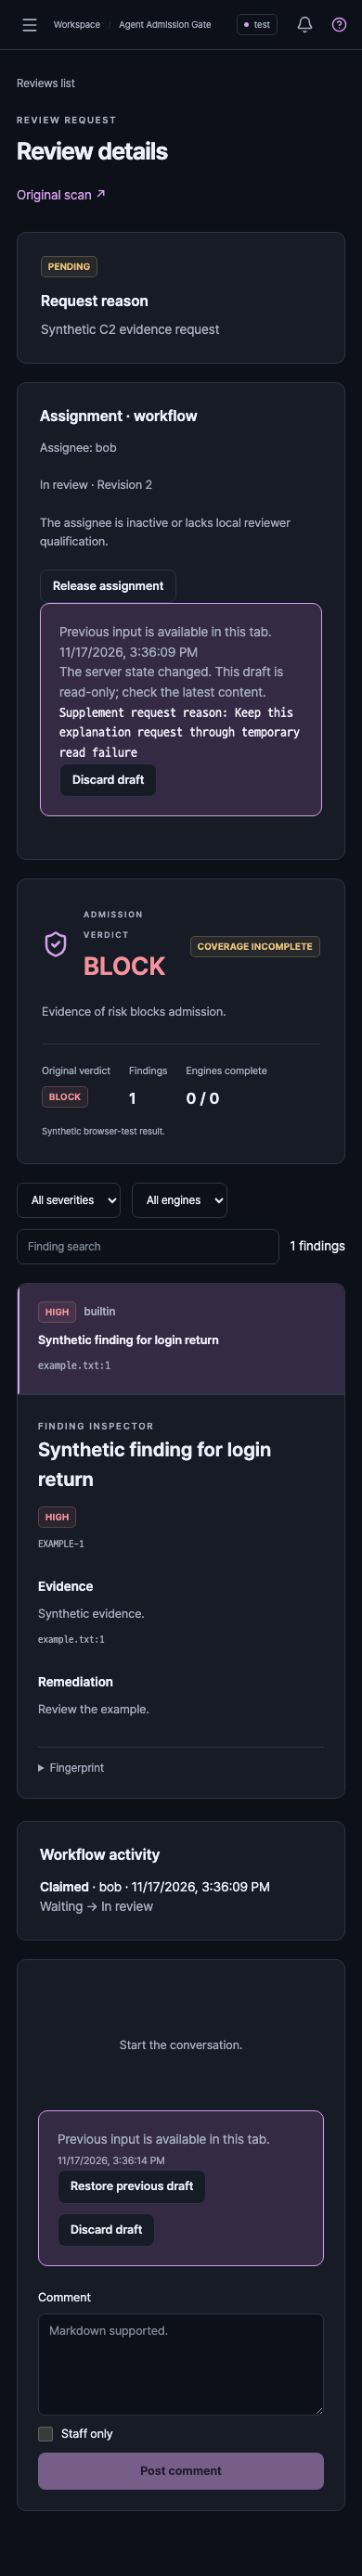 Workspace / Agent Admission Gate test
Reviews list
REVIEW REQUEST
Review details
Original scan ↗
PENDING
Request reason
Synthetic C2 evidence request
Assignment · workflow
Assignee: bob
In review · Revision 2
The assignee is inactive or lacks local reviewer
qualification.
Release assignment
Previous input is available in this tab.
11/17/2026, 3:36:09 PM
The server state changed. This draft is
read-only; check the latest content.
Supplement request reason: Keep this
explanation request through temporary
read failure
Discard draft
ADMISSION
VERDICT
BLOCK
COVERAGE INCOMPLETE
Evidence of risk blocks admission.
Original verdict Findings Engines complete
BLOCK 1 0 / 0
Synthetic browser-test result.
All severities All engines
Finding search 1 findings
HIGH builtin
Synthetic finding for login return
example.txt:1
FINDING INSPECTOR
Synthetic finding for login
return
HIGH
EXAMPLE-1
Evidence
Synthetic evidence.
example.txt:1
Remediation
Review the example.
Fingerprint
Workflow activity
Claimed · bob · 11/17/2026, 3:36:09 PM
Waiting → In review
Start the conversation.
Previous input is available in this tab.
11/17/2026, 3:36:14 PM
Restore previous draft
Discard draft
Comment
Markdown supported.
Staff only
Post comment